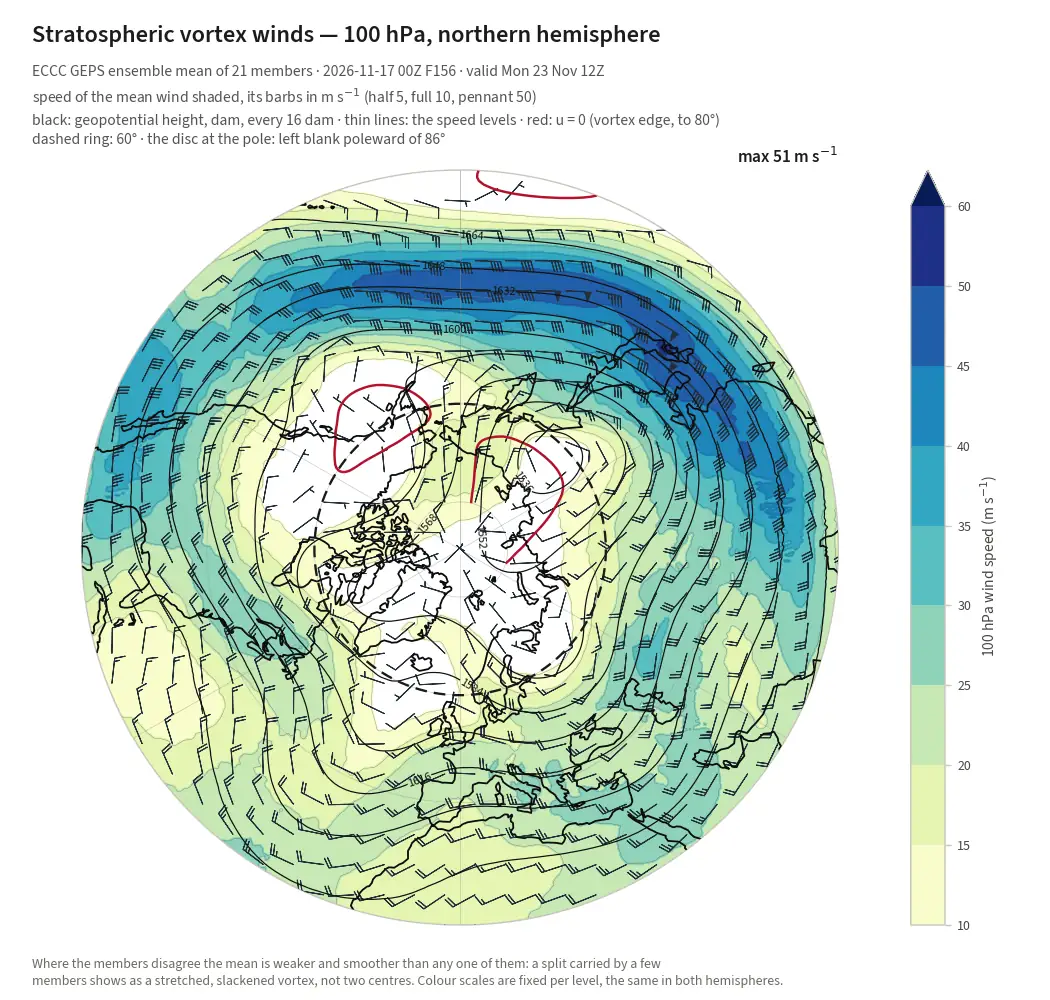 Stratospheric vortex winds — 100 hPa, northern hemisphere
ECCC GEPS ensemble mean of 21 members · 2026-11-17 00Z F156 · valid Mon 23 Nov 12Z
speed of the mean wind shaded, its barbs in m s⁻¹ (half 5, full 10, pennant 50)
black: geopotential height, dam, every 16 dam · thin lines: the speed levels · red: u = 0 (vortex edge, to 80°)
dashed ring: 60° · the disc at the pole: left blank poleward of 86°
max 51 m s⁻¹
1664
1648
1632
1600
1536
1568
1552
1584
1616
60
50
45
40
35
30
25
20
15
10
100 hPa wind speed (m s⁻¹)
Where the members disagree the mean is weaker and smoother than any one of them: a split carried by a few
members shows as a stretched, slackened vortex, not two centres. Colour scales are fixed per level, the same in both hemispheres.